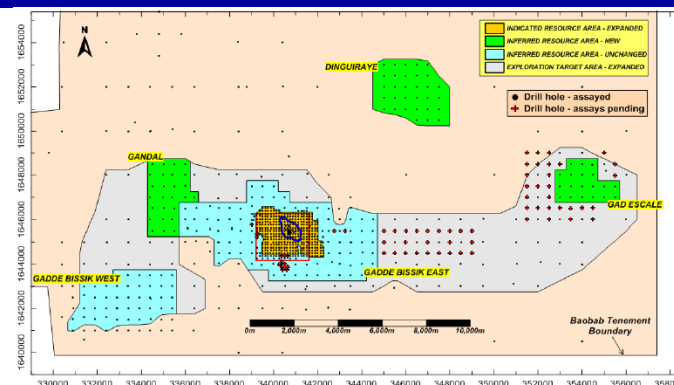 INDICATED RESOURCE AREA - EXPANDED
INFERRED RESOURCE AREA - NEW
INFERRED RESOURCE AREA - UNCHANGED
EXPLORATION TARGET AREA - EXPANDED
Drill hole - assayed
Drill hole - assays pending
N
DINGUIRAYE
GANDAL
GAD ESCALE
GADDE BISSIK WEST
GADDE BISSIK EAST
0m 2,000m 4,000m 6,000m 8,000m 10,000m
Baobab Tenement
Boundary
1654000
1652000
1650000
1648000
1646000
1644000
1642000
1640000
330000 332000 334000 336000 338000 340000 342000 344000 346000 348000 350000 352000 354000 356000